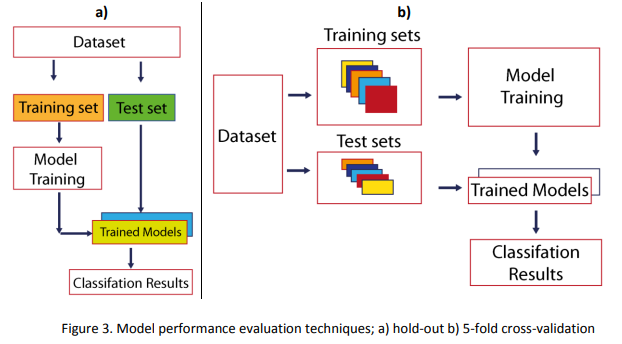 a)
Dataset
Training set
Test set
Model
Training
Trained Models
Classifation Results
b)
Training sets
Dataset
Test sets
Model
Training
Trained Models
Classifation
Results
Figure 3. Model performance evaluation techniques; a) hold-out b) 5-fold cross-validation